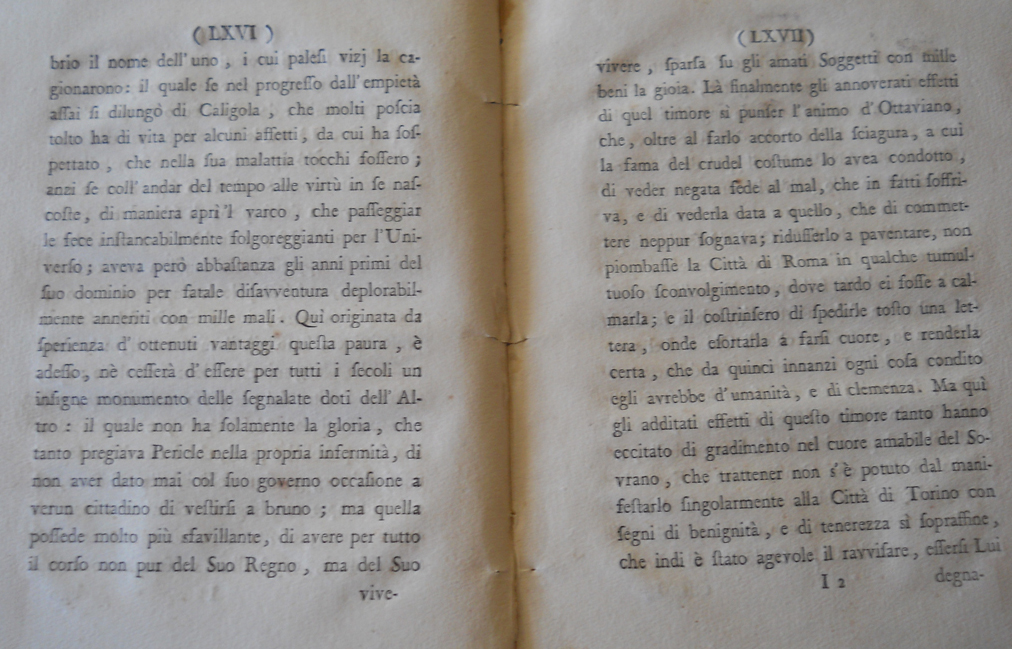 ( LXVI )
brio il nome dell' uno , i cui paleſi vizj la ca-
gionarono: il quale ſe nel progreſſo dall' empietà
aſſai ſi dilungò di Caligola , che molti poſcia
tolto ha di vita per alcuni affetti , da cui ha ſoſ-
pettato , che nella ſua malattia tocchi foſſero ;
anzi ſe coll' andar del tempo alle virtù in ſe naſ-
coſte , di maniera aprì 'l varco , che paſſeggiar
le fece inſtancabilmente folgoreggianti per l' Uni-
verſo ; aveva però abbaſtanza gli anni primi del
ſuo dominio per fatale diſavventura deplorabil-
mente anneriti con mille mali . Quì originata da
ſperienza d' ottenuti vantaggi queſta paura , è
adeſſo , nè ceſſerà d' eſſere per tutti i ſecoli un
inſigne monumento delle ſegnalate doti dell' Al-
tro : il quale non ha ſolamente la gloria , che
tanto pregiava Pericle nella propria infermità , di
non aver dato mai col ſuo governo occaſione a
verun cittadino di veſtirſi a bruno ; ma quella
poſſede molto più sfavillante , di avere per tutto
il corſo non pur del Suo Regno , ma del Suo
vive-
( LXVII )
vivere , ſparſa ſu gli amati Soggetti con mille
beni la gioia . Là finalmente gli annoverati effetti
di quel timore sì punſer l' animo d' Ottaviano ,
che , oltre al farlo accorto della ſciagura , a cui
la fama del crudel coſtume lo avea condotto ,
di veder negata fede al mal , che in fatti ſoffri-
va , e di vederla data a quello , che di commet-
tere neppur ſognava ; riduſſerlo a paventare , non
piombaſſe la Città di Roma in qualche tumul-
tuoſo ſconvolgimento , dove tardo ei foſſe a cal-
marla ; e il coſtrinſero di ſpedirle toſto una let-
tera , onde eſortarla à farſi cuore , e renderla
certa , che da quinci innanzi ogni coſa condito
egli avrebbe d' umanità , e di clemenza . Ma quì
gli additati effetti di queſto timore tanto hanno
eccitato di gradimento nel cuore amabile del So-
vrano , che trattener non s' è potuto dal mani-
feſtarlo ſingolarmente alla Città di Torino con
ſegni di benignità , e di tenerezza sì ſopraffine ,
che indi è ſtato agevole il ravviſare , eſſerſi Lui
I 2
degna-